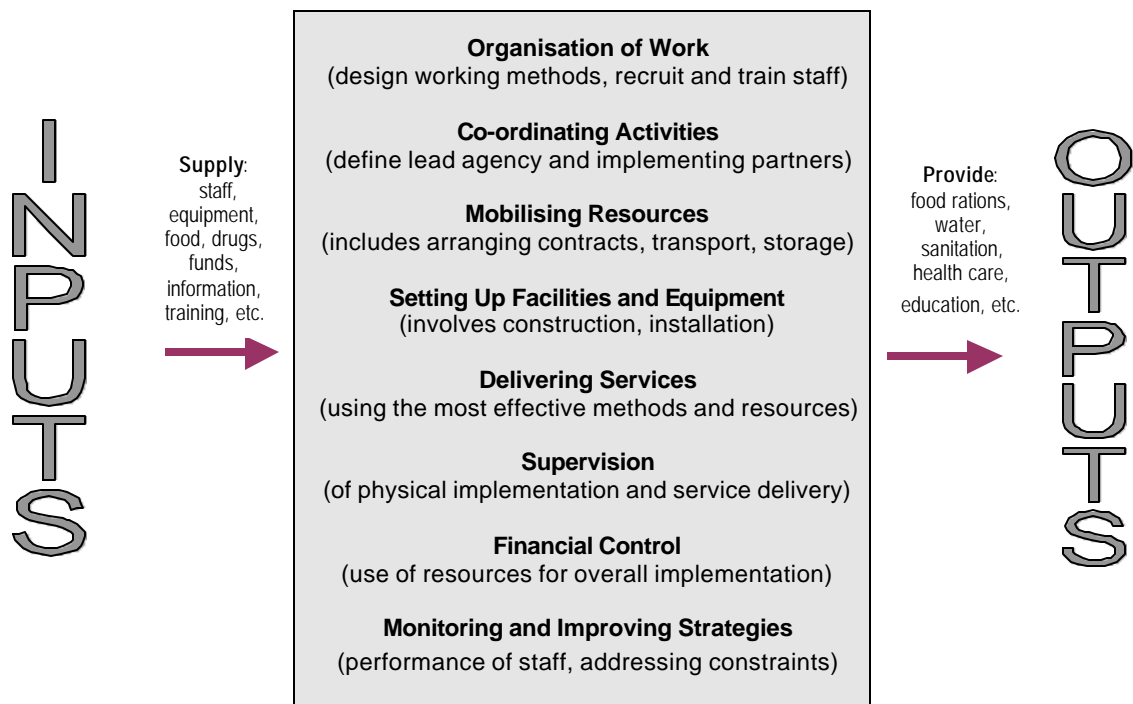 INPUTS
Supply:
staff,
equipment,
food, drugs,
funds,
information,
training, etc.
Organisation of Work
(design working methods, recruit and train staff)
Co-ordinating Activities
(define lead agency and implementing partners)
Mobilising Resources
(includes arranging contracts, transport, storage)
Setting Up Facilities and Equipment
(involves construction, installation)
Delivering Services
(using the most effective methods and resources)
Supervision
(of physical implementation and service delivery)
Financial Control
(use of resources for overall implementation)
Monitoring and Improving Strategies
(performance of staff, addressing constraints)
Provide:
food rations,
water,
sanitation,
health care,
education, etc.
OUTPUTS